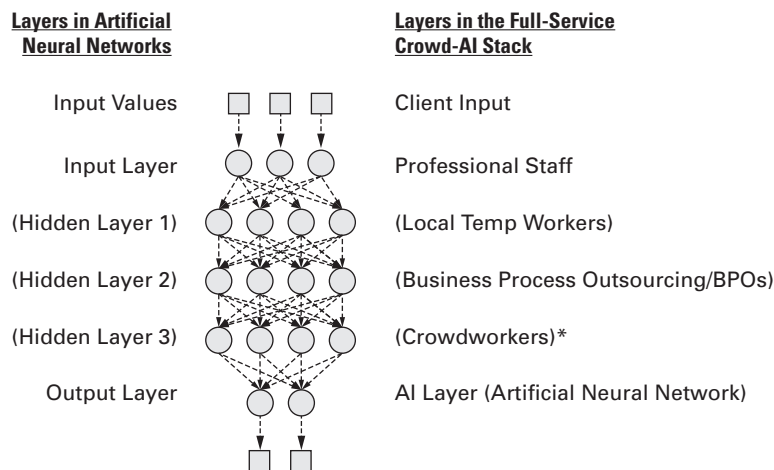 Layers in Artificial
Neural Networks
Layers in the Full-Service
Crowd-AI Stack
Input Values
Client Input
Input Layer
Professional Staff
(Hidden Layer 1)
(Local Temp Workers)
(Hidden Layer 2)
(Business Process Outsourcing/BPOs)
(Hidden Layer 3)
(Crowdworkers)*
Output Layer
AI Layer (Artificial Neural Network)